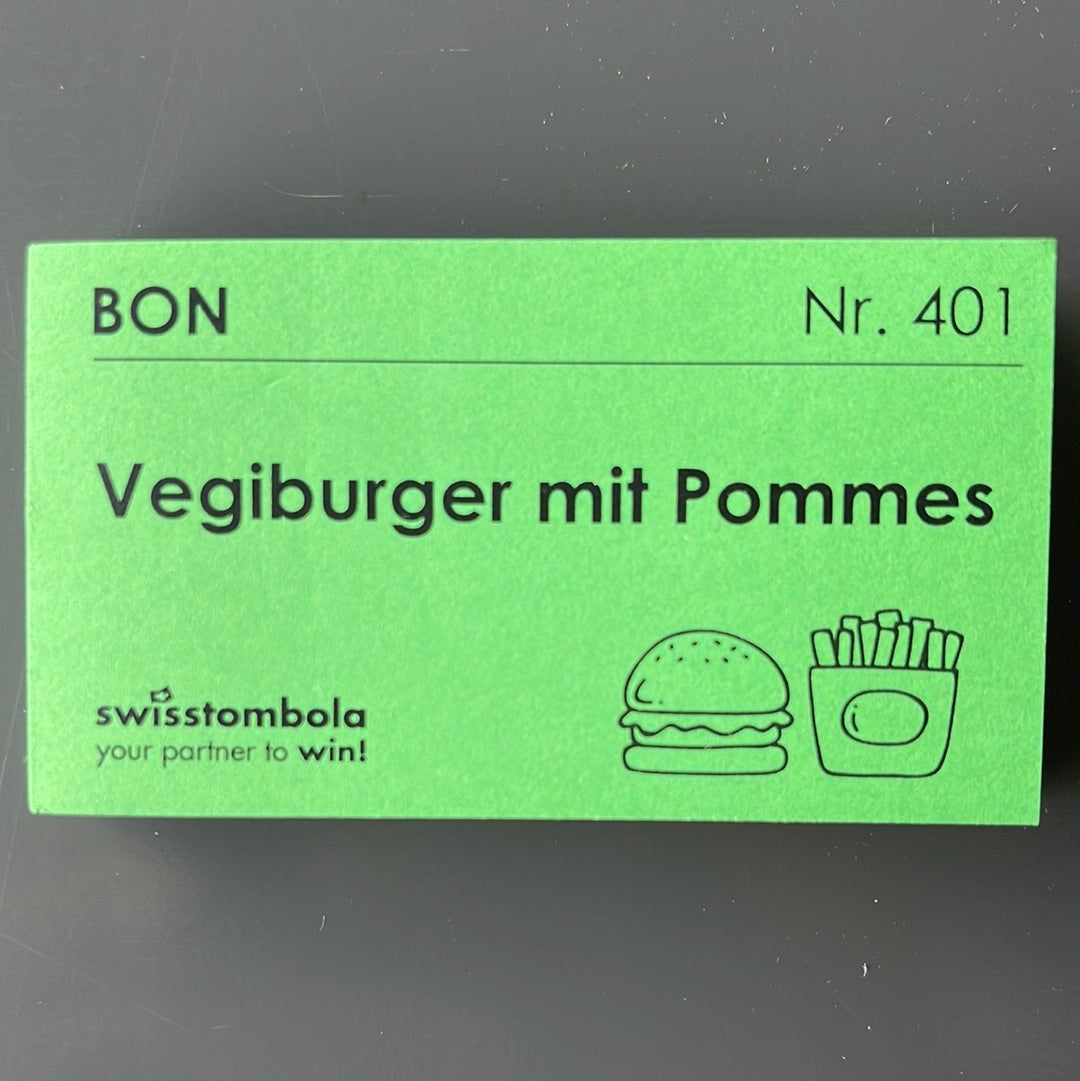 BON
Nr. 401
Vegiburger mit Pommes
swisstombola
your partner to win!